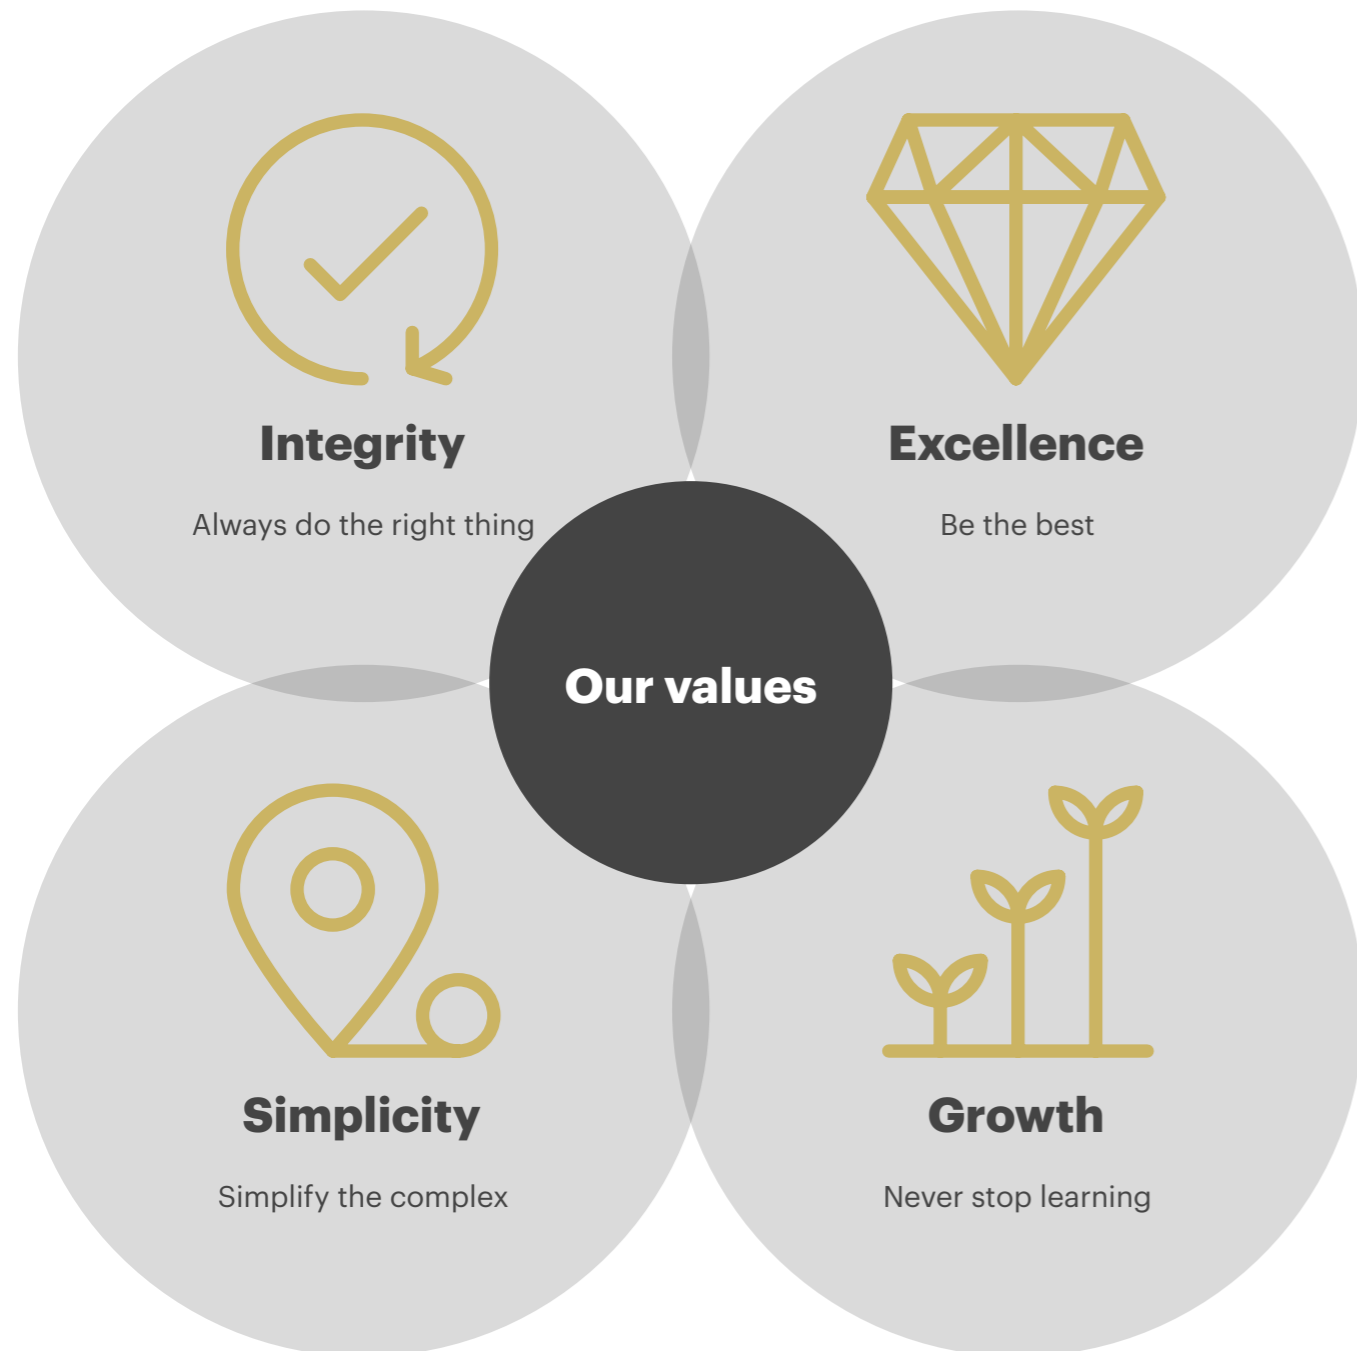 Integrity
Always do the right thing
Excellence
Be the best
Our values
Simplicity
Simplify the complex
Growth
Never stop learning